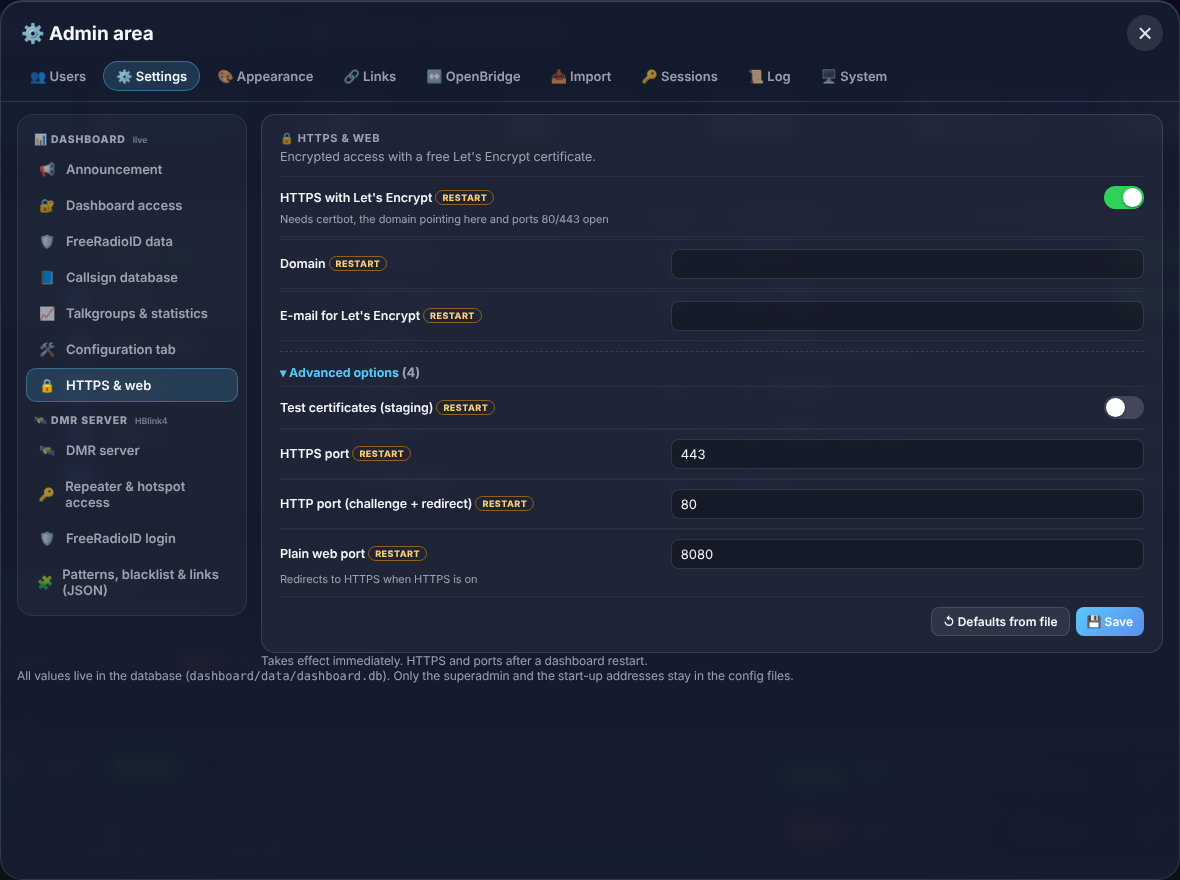 ⚙️ Admin area
✕
👥 Users
⚙️ Settings
🎨 Appearance
🔗 Links
↔️ OpenBridge
📥 Import
🔑 Sessions
📜 Log
🖥️ System
📊 DASHBOARD live
📢 Announcement
🔐 Dashboard access
🛡️ FreeRadioID data
📘 Callsign database
📈 Talkgroups & statistics
🛠️ Configuration tab
🔒 HTTPS & web
🛰️ DMR SERVER HBlink4
🛰️ DMR server
🔑 Repeater & hotspot
access
🛡️ FreeRadioID login
🧩 Patterns, blacklist & links
(JSON)
🔒 HTTPS & WEB
Encrypted access with a free Let's Encrypt certificate.
HTTPS with Let's Encrypt RESTART
Needs certbot, the domain pointing here and ports 80/443 open
Domain RESTART
E-mail for Let's Encrypt RESTART
▾ Advanced options (4)
Test certificates (staging) RESTART
HTTPS port RESTART
443
HTTP port (challenge + redirect) RESTART
80
Plain web port RESTART
8080
Redirects to HTTPS when HTTPS is on
↺ Defaults from file
💾 Save
Takes effect immediately. HTTPS and ports after a dashboard restart.
All values live in the database (dashboard/data/dashboard.db). Only the superadmin and the start-up addresses stay in the config files.